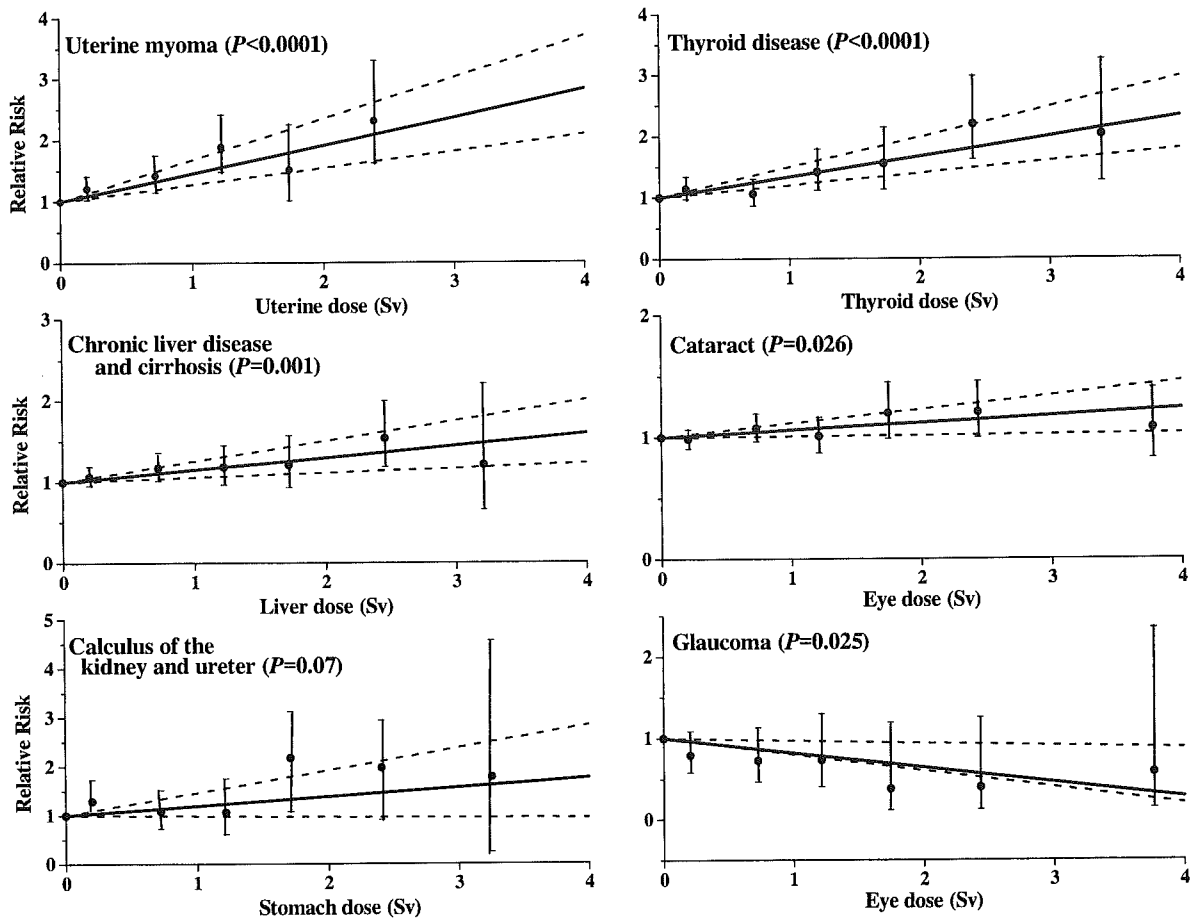 Uterine myoma (P<0.0001)
Relative Risk
4
3
2
1
0
0 1 2 3 4
Uterine dose (Sv)
Thyroid disease (P<0.0001)
4
3
2
1
0
0 1 2 3 4
Thyroid dose (Sv)
Chronic liver disease
and cirrhosis (P=0.001)
Relative Risk
3
2
1
0
0 1 2 3 4
Liver dose (Sv)
Cataract (P=0.026)
2
1
0
0 1 2 3 4
Eye dose (Sv)
Calculus of the
kidney and ureter (P=0.07)
Relative Risk
5
4
3
2
1
0
0 1 2 3 4
Stomach dose (Sv)
Glaucoma (P=0.025)
2
1
0
0 1 2 3 4
Eye dose (Sv)